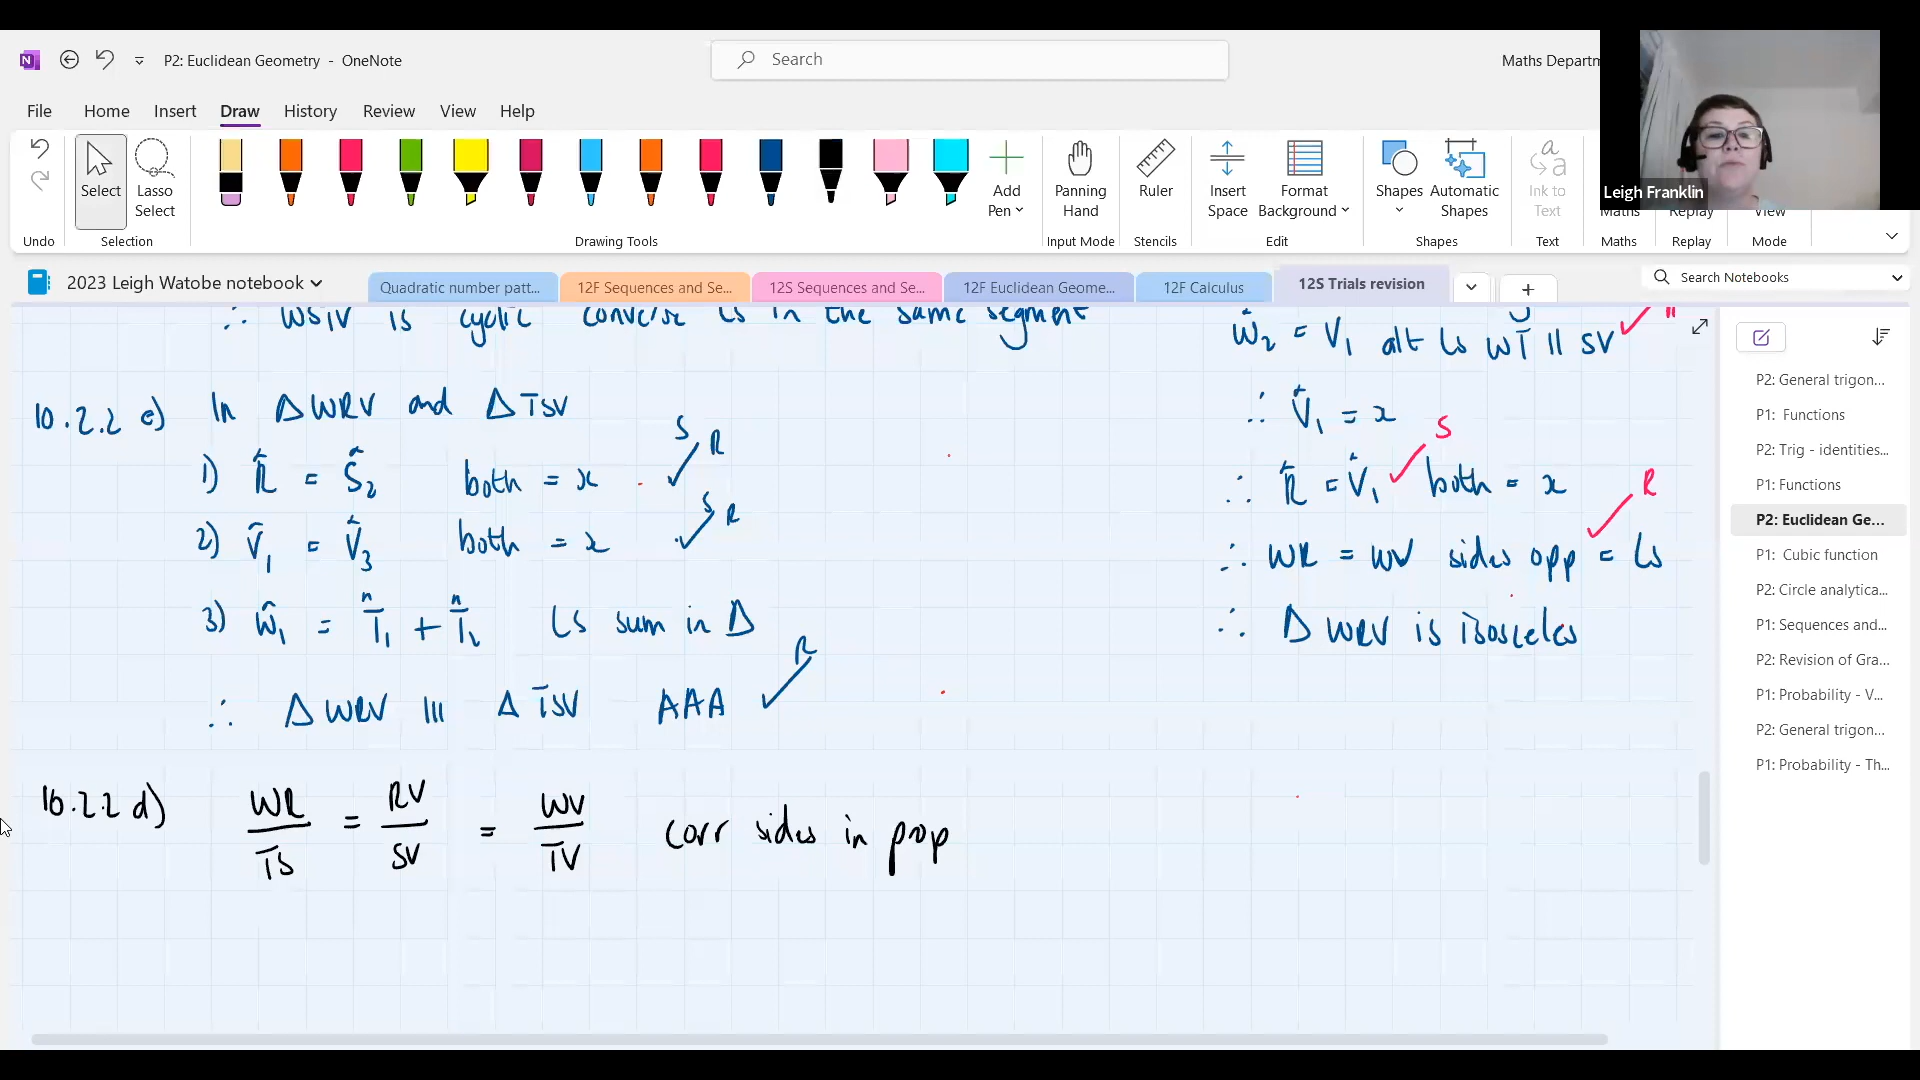 P2: Euclidean Geometry - OneNote
Search
Maths Departm
File Home Insert Draw History Review View Help
Select
Lasso Select
Add Pen
Panning Hand
Ruler
Insert Space
Format Background
Shapes
Automatic Shapes
Ink to Text
Maths
Replay
View
Leigh Franklin
Undo Selection Drawing Tools Input Mode Stencils Edit Shapes Text Maths Replay Mode
2023 Leigh Watobe notebook
Quadratic number patt...
12F Sequences and Se...
12S Sequences and Se...
12F Euclidean Geome...
12F Calculus
12S Trials revision
Search Notebooks
∴ WSTV is cyclic converse ∠s in the same segment
10.2.2 c) In ΔWRV and ΔTSV
1) R̂ = Ŝ₂ both = x ✓ S R
2) V̂₁ = V̂₃ both = x ✓ S R
3) Ŵ₁ = T̂₁ + T̂₂ ∠s sum in Δ
∴ ΔWRV ||| ΔTSV AAA ✓ R
10.2.2 d) WR/TS = RV/SV = WV/TV corr sides in prop
Ŵ₂ = V̂₁ alt ∠s WT || SV ✓
∴ V̂₁ = x
∴ R̂ = V̂₁ ✓ S both = x
∴ WR = WV sides opp = ∠s ✓ R
∴ Δ WRV is isosceles
P2: General trigon...
P1: Functions
P2: Trig - identities...
P1: Functions
P2: Euclidean Ge...
P1: Cubic function
P2: Circle analytica...
P1: Sequences and...
P2: Revision of Gra...
P1: Probability - V...
P2: General trigon...
P1: Probability - Th...